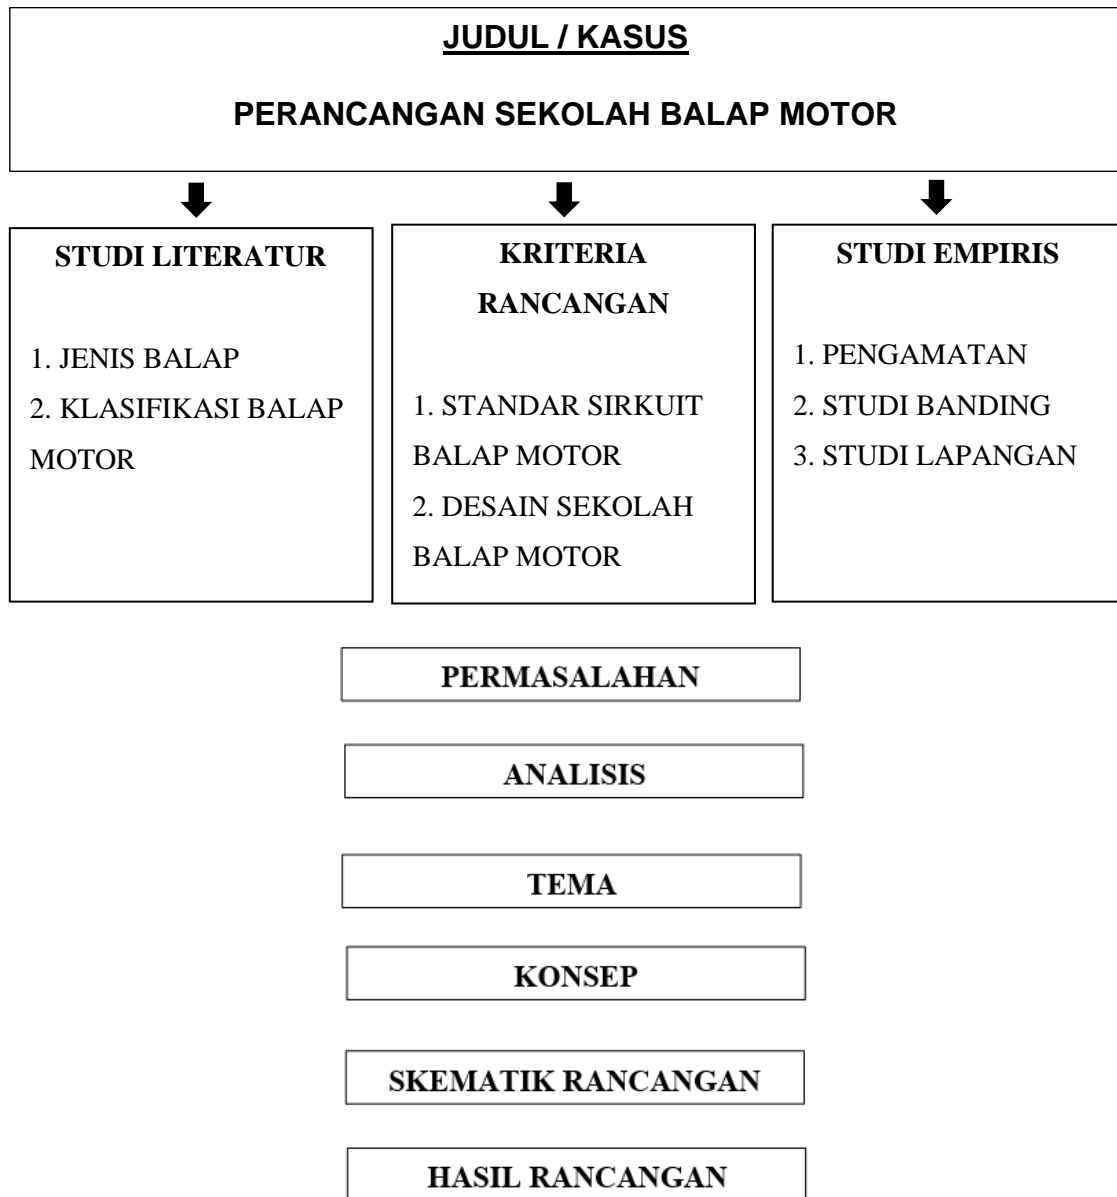 JUDUL / KASUS
PERANCANGAN SEKOLAH BALAP MOTOR
STUDI LITERATUR
1. JENIS BALAP
2. KLASIFIKASI BALAP
MOTOR
KRITERIA
RANCANGAN
1. STANDAR SIRKUIT
BALAP MOTOR
2. DESAIN SEKOLAH
BALAP MOTOR
STUDI EMPIRIS
1. PENGAMATAN
2. STUDI BANDING
3. STUDI LAPANGAN
PERMASALAHAN
ANALISIS
TEMA
KONSEP
SKEMATIK RANCANGAN
HASIL RANCANGAN